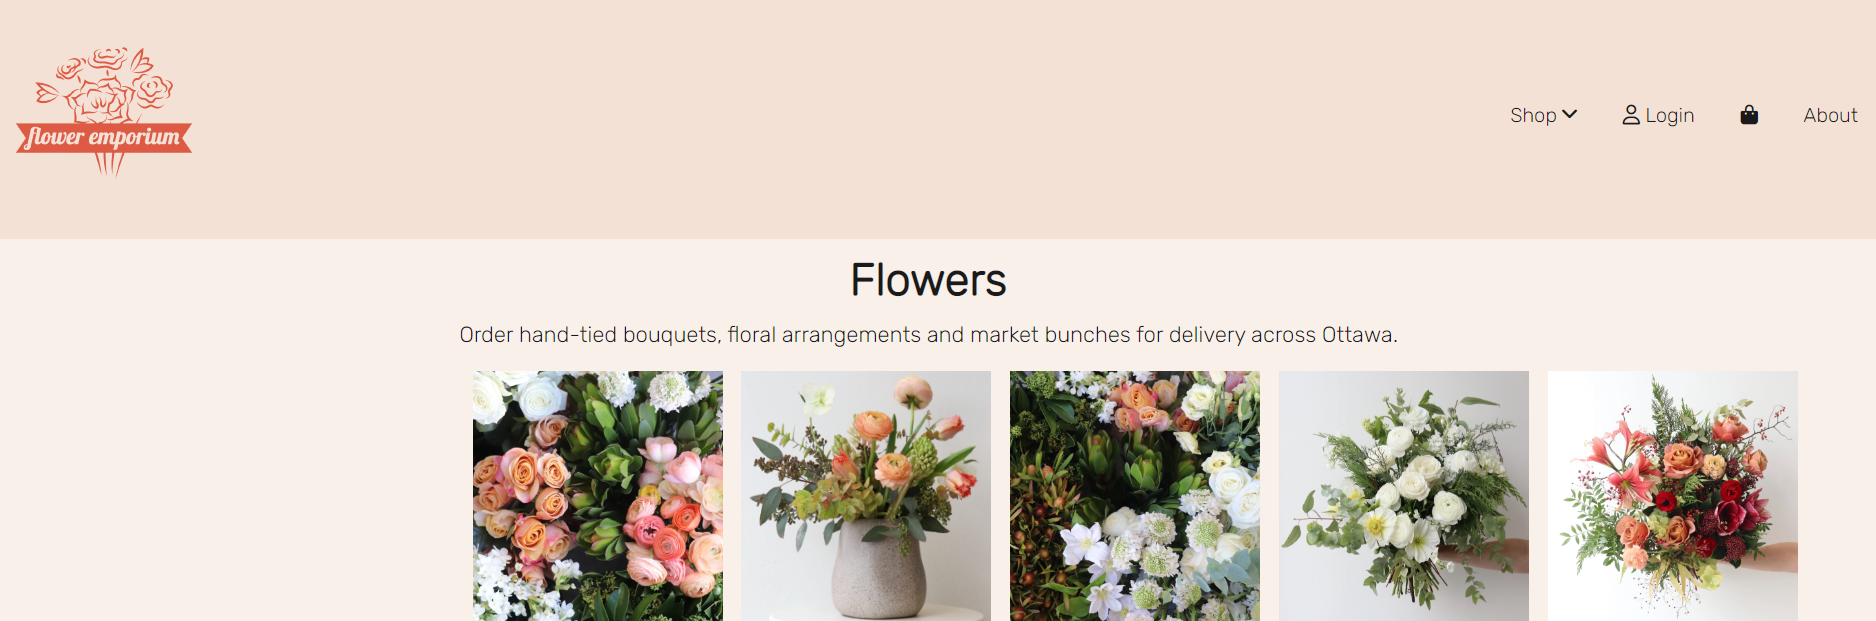 flower emporium
Shop
Login
About
Flowers
Order hand-tied bouquets, floral arrangements and market bunches for delivery across Ottawa.